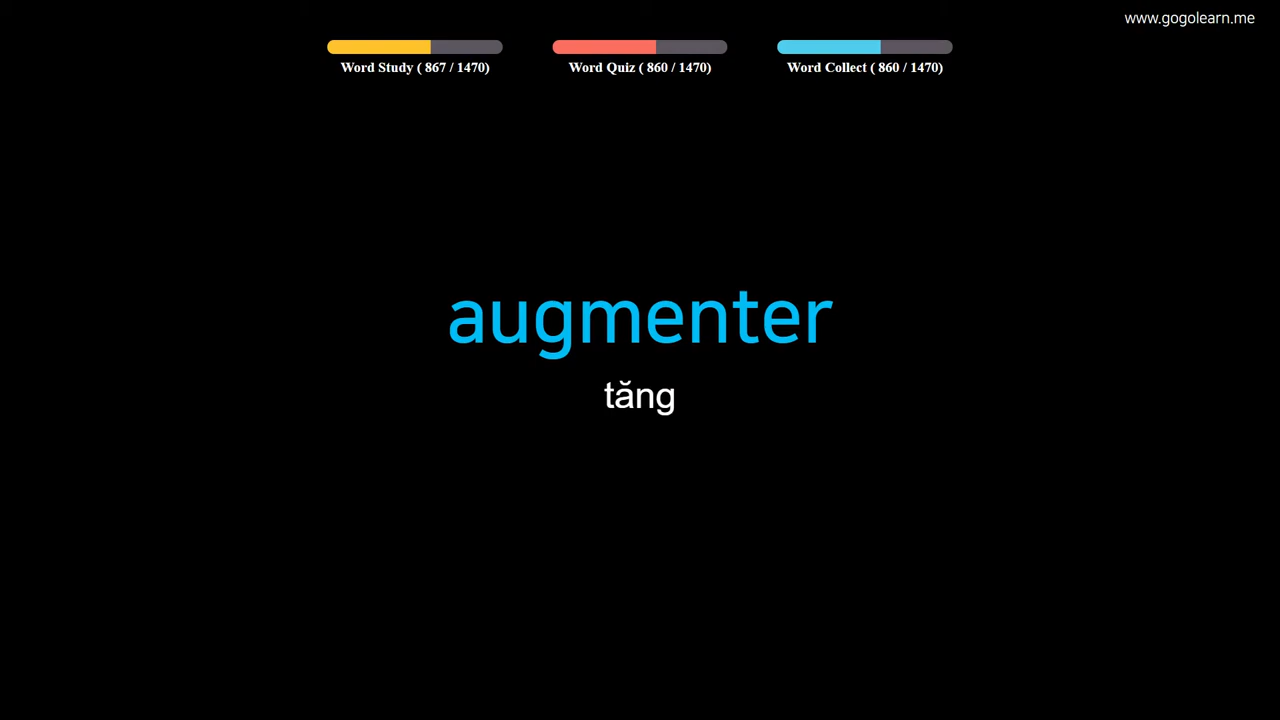 www.gogolearn.me
Word Study ( 867 / 1470)
Word Quiz ( 860 / 1470)
Word Collect ( 860 / 1470)
augmenter
tăng